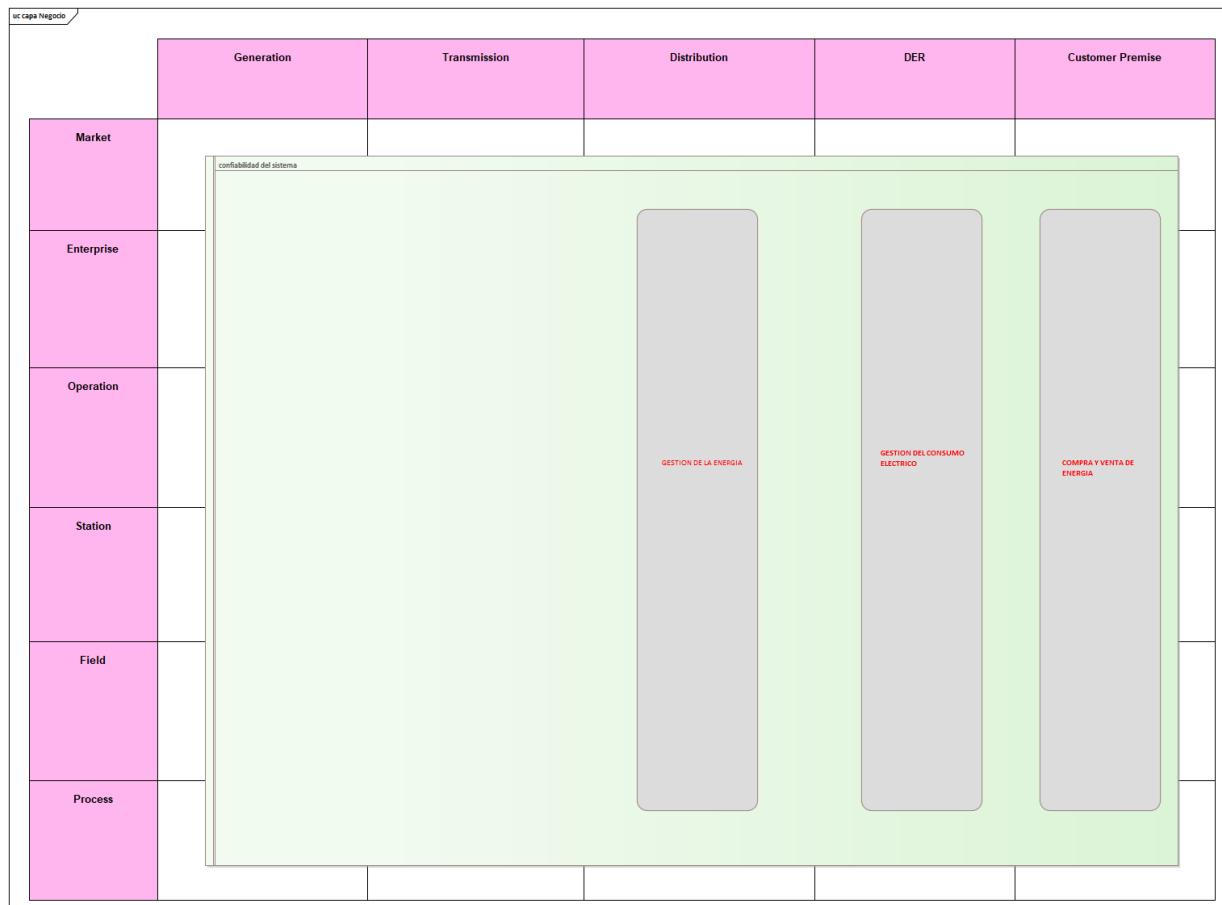 uc capa Negocio
Generation
Transmission
Distribution
DER
Customer Premise
Market
confiabilidad del sistema
Enterprise
Operation
GESTION DE LA ENERGIA
GESTION DEL CONSUMO
ELECTRICO
COMPRA Y VENTA DE
ENERGIA
Station
Field
Process